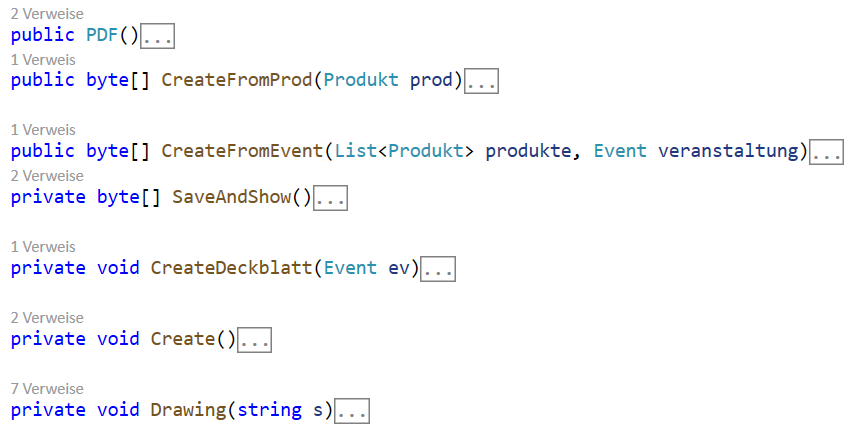 2 Verweise
public PDF()...
1 Verweis
public byte[] CreateFromProd(Produkt prod)...
1 Verweis
public byte[] CreateFromEvent(List<Produkt> produkte, Event veranstaltung)...
2 Verweise
private byte[] SaveAndShow()...
1 Verweis
private void CreateDeckblatt(Event ev)...
2 Verweise
private void Create()...
7 Verweise
private void Drawing(string s)...